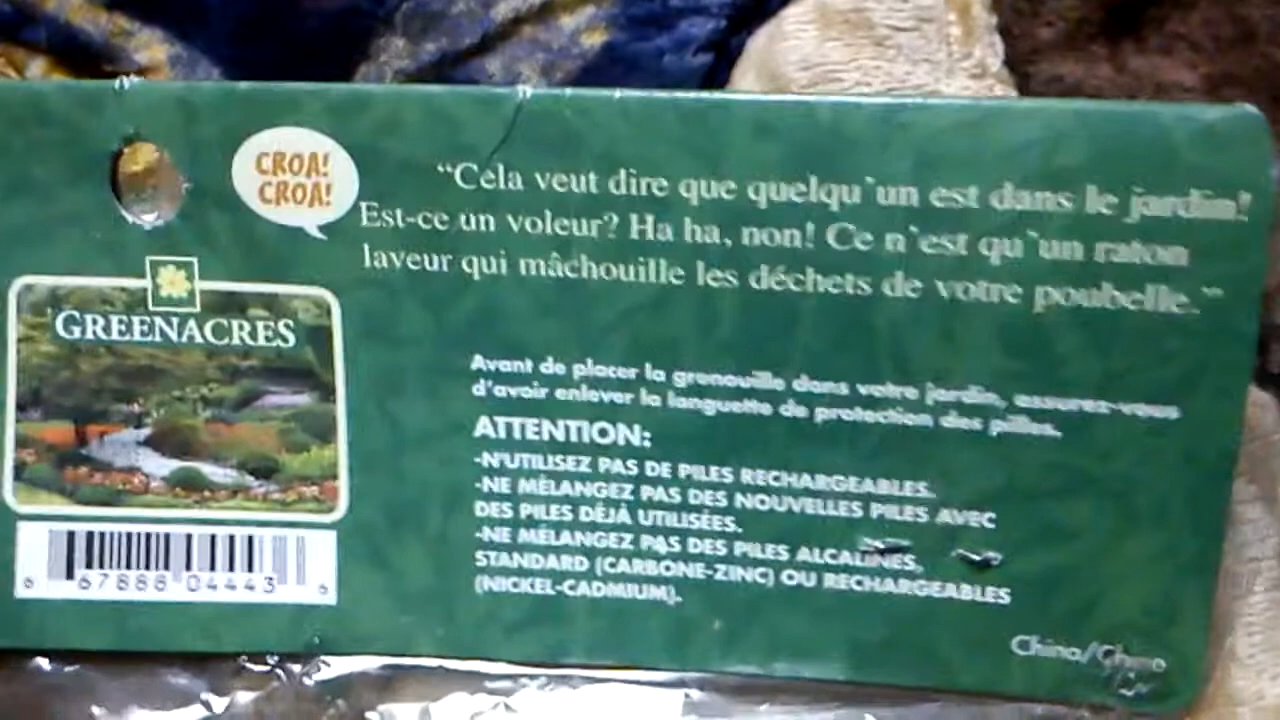 CROA!
CROA!
“Cela veut dire que quelqu'un est dans le jardin!
Est-ce un voleur? Ha ha, non! Ce n'est qu'un raton
laveur qui mâchouille les déchets de votre poubelle.”
GREENACRES
Avant de placer la grenouille dans votre jardin, assurez-vous
d'avoir enlever la languette de protection des pilles.
ATTENTION:
-N'UTILISEZ PAS DE PILES RECHARGEABLES.
-NE MÉLANGEZ PAS DES NOUVELLES PILES AVEC
DES PILES DÉJÀ UTILISÉES.
-NE MÉLANGEZ PAS DES PILES ALCALINES,
STANDARD (CARBONE-ZINC) OU RECHARGEABLES
(NICKEL-CADMIUM).
6 67888 04443 6
China/Chine